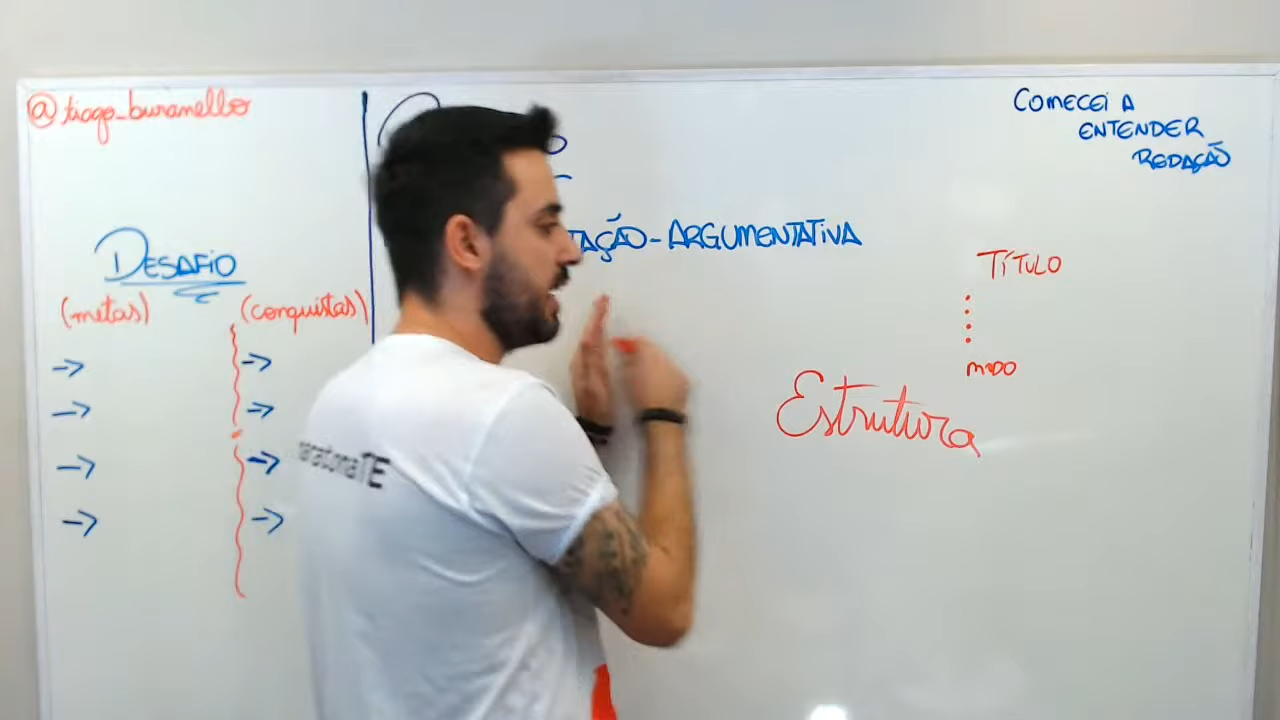 @tiago_buranello
COMECEI A
ENTENDER
REDAÇÃO
TAÇÃO-ARGUMENTATIVA
DESAFIO
TÍTULO
(metas)
(conquistas)
MODO
Estrutura
maratonaTE